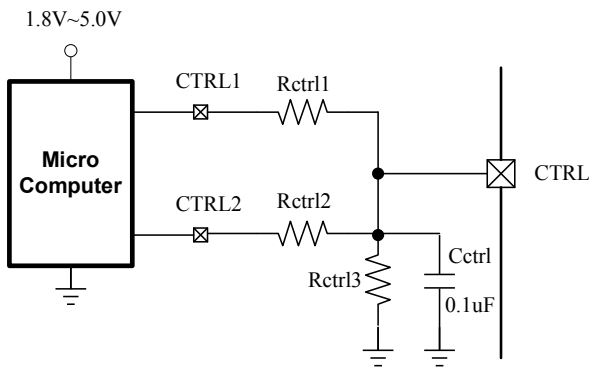 1.8V~5.0V
CTRL1
Rctrl1
Micro
Computer
CTRL
CTRL2
Rctrl2
Cctrl
Rctrl3
0.1uF